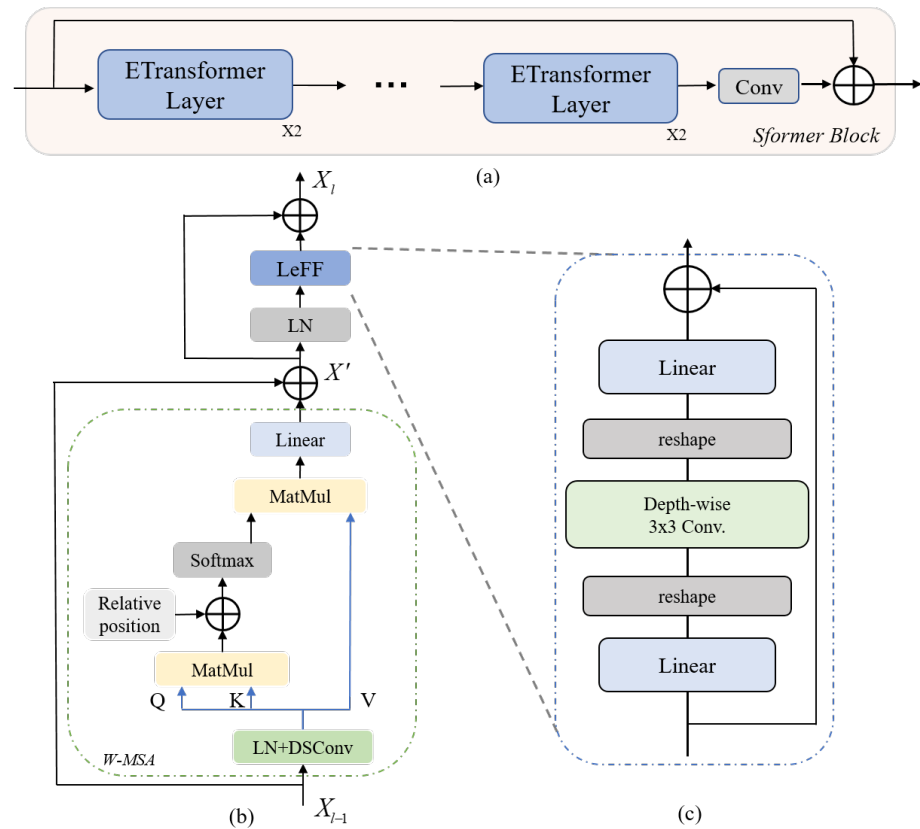 ETransformer
Layer
X2
...
ETransformer
Layer
X2
Conv
Sformer Block
(a)
X_l
LeFF
LN
X'
Linear
MatMul
Softmax
Relative
position
MatMul
Q
K
V
LN+DSConv
W-MSA
X_{l-1}
(b)
Linear
reshape
Depth-wise
3x3 Conv.
reshape
Linear
(c)